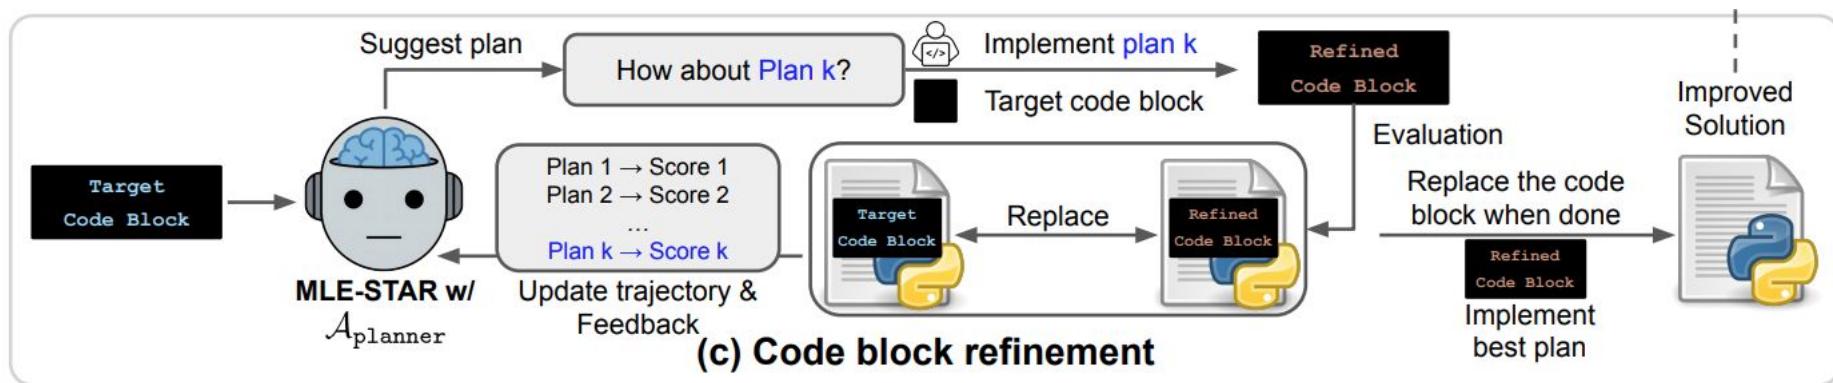 Suggest plan
How about Plan k?
</>
Implement plan k
Target code block
Refined
Code Block
Improved
Solution
Evaluation
Target
Code Block
Plan 1 → Score 1
Plan 2 → Score 2
...
Plan k → Score k
Target
Code Block
Replace
Refined
Code Block
Replace the code
block when done
Refined
Code Block
Implement
best plan
MLE-STAR w/
𝒜planner
Update trajectory &
Feedback
(c) Code block refinement